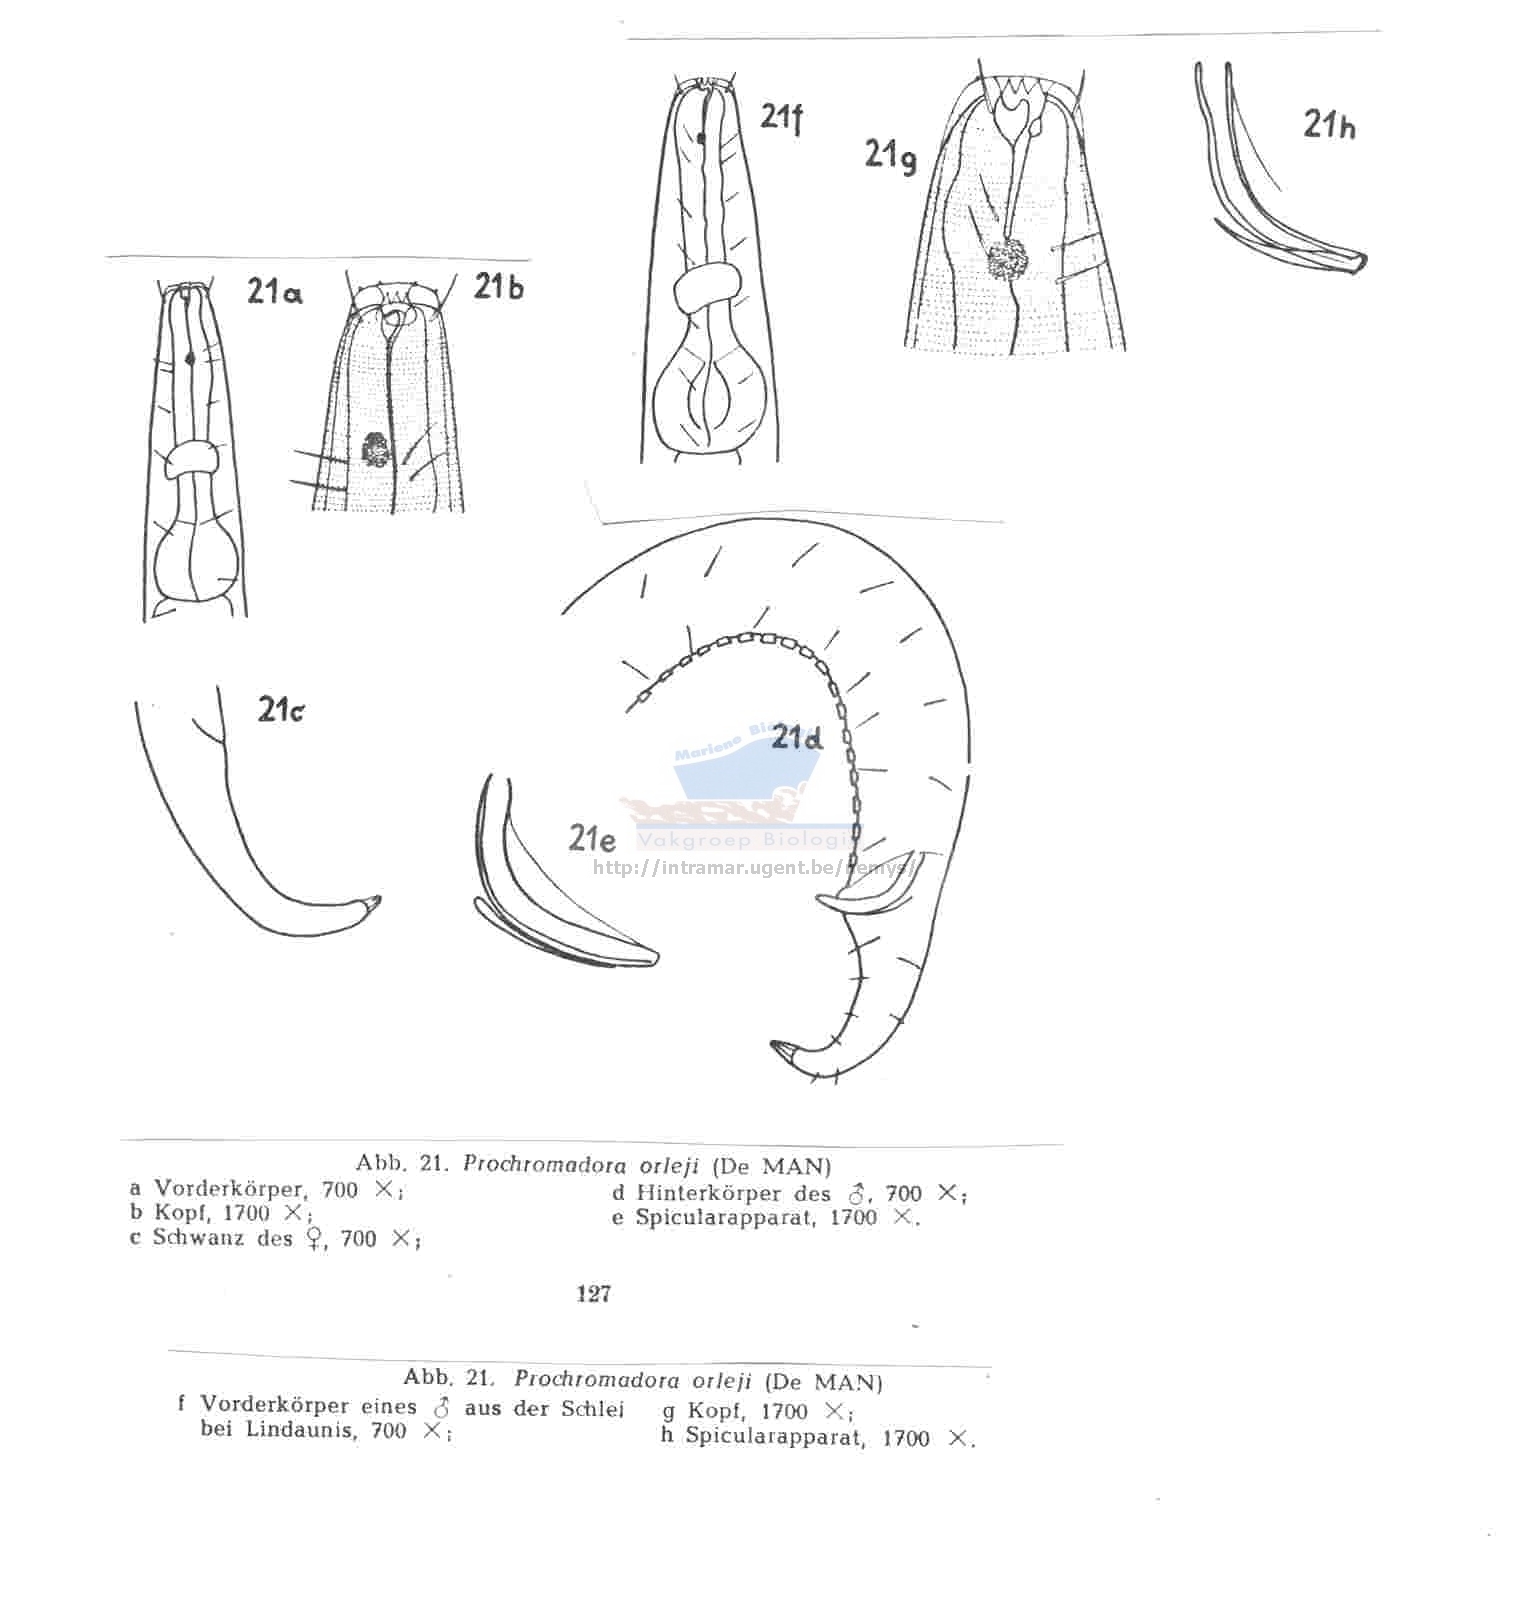 21f
21g
21h
21a
21b
21c
21d
Mariene Biologie
21e
Vakgroep Biologie
http://intramar.ugent.be/nemys/
Abb. 21. Prochromadora orleji (De MAN)
a Vorderkörper, 700 ×;
b Kopf, 1700 ×;
c Schwanz des ♀, 700 ×;
d Hinterkörper des ♂, 700 ×;
e Spicularapparat, 1700 ×.
127
Abb. 21. Prochromadora orleji (De MAN)
f Vorderkörper eines ♂ aus der Schlei
bei Lindaunis, 700 ×;
g Kopf, 1700 ×;
h Spicularapparat, 1700 ×.